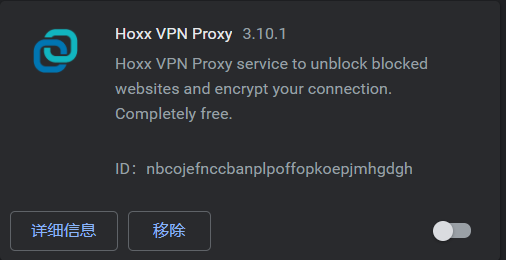 Hoxx VPN Proxy 3.10.1
Hoxx VPN Proxy service to unblock blocked
websites and encrypt your connection.
Completely free.
ID：nbcojefnccbanplpoffopkoepjmhgdgh
详细信息 移除